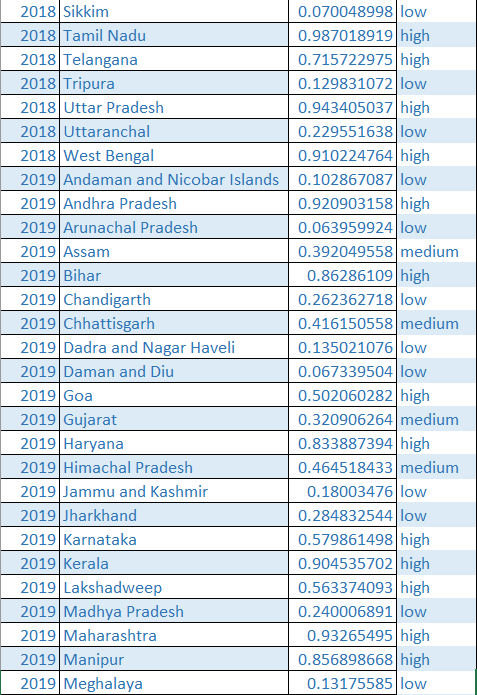 2018 Sikkim 0.070048998 low
2018 Tamil Nadu 0.987018919 high
2018 Telangana 0.715722975 high
2018 Tripura 0.129831072 low
2018 Uttar Pradesh 0.943405037 high
2018 Uttaranchal 0.229551638 low
2018 West Bengal 0.910224764 high
2019 Andaman and Nicobar Islands 0.102867087 low
2019 Andhra Pradesh 0.920903158 high
2019 Arunachal Pradesh 0.063959924 low
2019 Assam 0.392049558 medium
2019 Bihar 0.86286109 high
2019 Chandigarth 0.262362718 low
2019 Chhattisgarh 0.416150558 medium
2019 Dadra and Nagar Haveli 0.135021076 low
2019 Daman and Diu 0.067339504 low
2019 Goa 0.502060282 high
2019 Gujarat 0.320906264 medium
2019 Haryana 0.833887394 high
2019 Himachal Pradesh 0.464518433 medium
2019 Jammu and Kashmir 0.18003476 low
2019 Jharkhand 0.284832544 low
2019 Karnataka 0.579861498 high
2019 Kerala 0.904535702 high
2019 Lakshadweep 0.563374093 high
2019 Madhya Pradesh 0.240006891 low
2019 Maharashtra 0.93265495 high
2019 Manipur 0.856898668 high
2019 Meghalaya 0.13175585 low